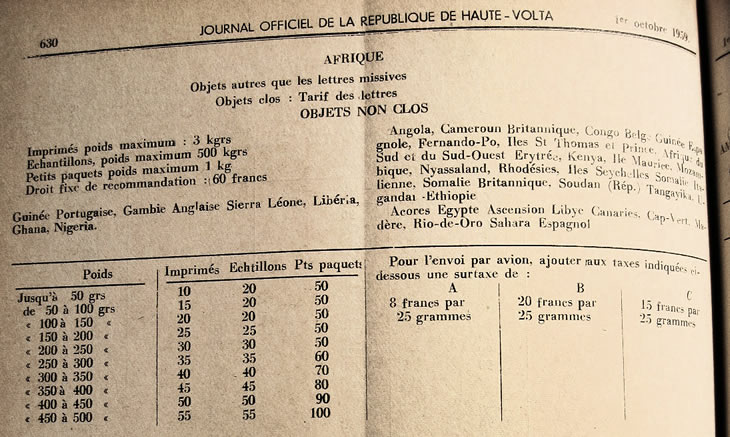 630
JOURNAL OFFICIEL DE LA REPUBLIQUE DE HAUTE-VOLTA
1er octobre 1959
AFRIQUE
Objets autres que les lettres missives
Objets clos : Tarif des lettres
OBJETS NON CLOS
Imprimés poids maximum : 3 kgrs
Echantillons, poids maximum 500 kgrs
Petits paquets poids maximum 1 kg
Droit fixe de recommandation : 60 francs
Guinée Portugaise, Gambie Anglaise Sierra Léone, Libéria,
Ghana, Nigeria.
Angola, Cameroun Britannique, Congo Belge Guinée Espa
gnole, Fernando-Po, Iles St Thomas et Prince, Afrique du
Sud et du Sud-Ouest Erytrée, Kenya, Ile Maurice, Mozam-
bique, Nyassaland, Rhodésies, Iles Seychelles Somalie Ita-
lienne, Somalie Britannique, Soudan (Rép.) Tangayika,
gandaï -Ethiopie
Acores Egypte Ascension Libye Canaries, Cap-Vert, Ma-
dère, Rio-de-Oro Sahara Espagnol
Poids Imprimés Echtillons Pts paquets
Jusqu'à 50 grs 10 20 50
de 50 à 100 grs 15 20 50
« 100 à 150 « 20 20 50
« 150 à 200 « 25 25 50
« 200 à 250 « 30 30 50
« 250 à 300 « 35 35 60
« 300 à 350 « 40 40 70
« 350 à 400 « 45 45 80
« 400 à 450 « 50 50 90
« 450 à 500 « 55 55 100
Pour l'envoi par avion, ajouter aux taxes indiquées ci-
dessous une surtaxe de :
A B C
8 francs par 20 francs par 15 francs par
25 grammes 25 grammes 25 grammes